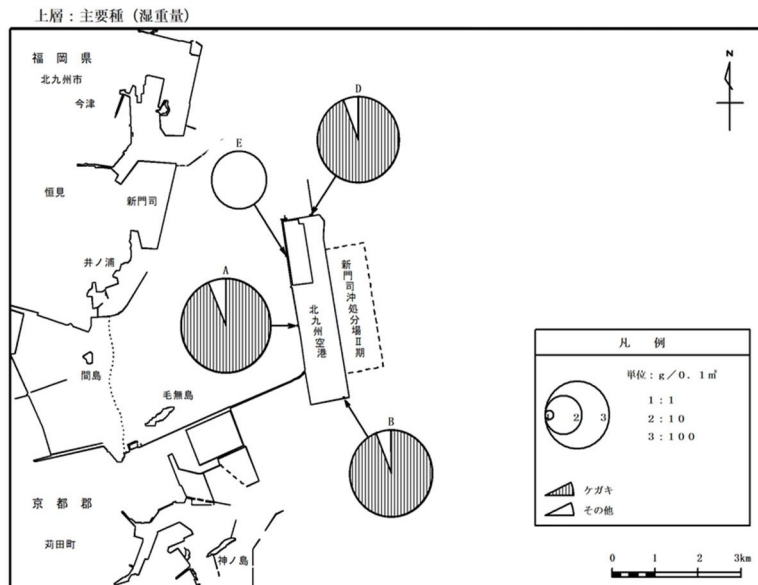 上層：主要種（湿重量）
福岡県
北九州市
今津
恒見
新門司
井ノ浦
間島
毛無島
京都郡
苅田町
神ノ島
E
D
A
B
北九州空港
新門司沖処分場Ⅱ期
N
凡 例
単位：g／0．1㎡
1：1
2：10
3：100
1 2 3
ケガキ
その他
0 1 2 3km